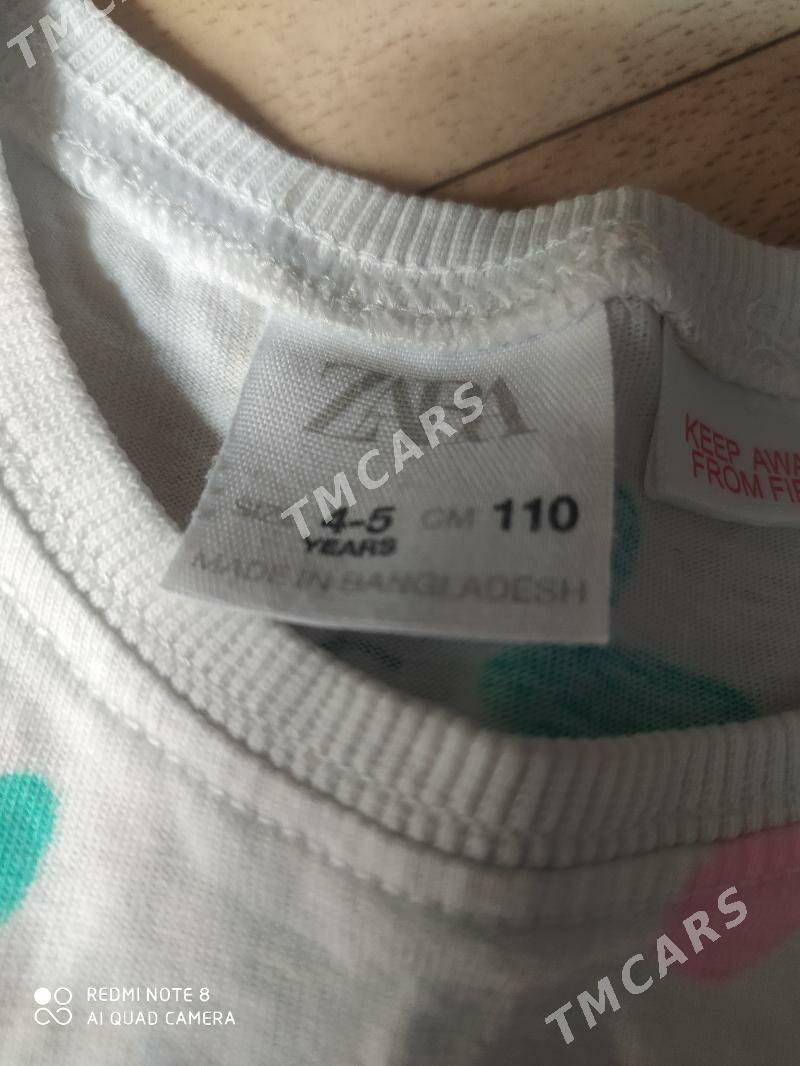 TMCARS
ZARA
TMCARS
SIZE 4-5 YEARS CM 110
MADE IN BANGLADESH
KEEP AWA
FROM FIR
TMCARS
REDMI NOTE 8
AI QUAD CAMERA